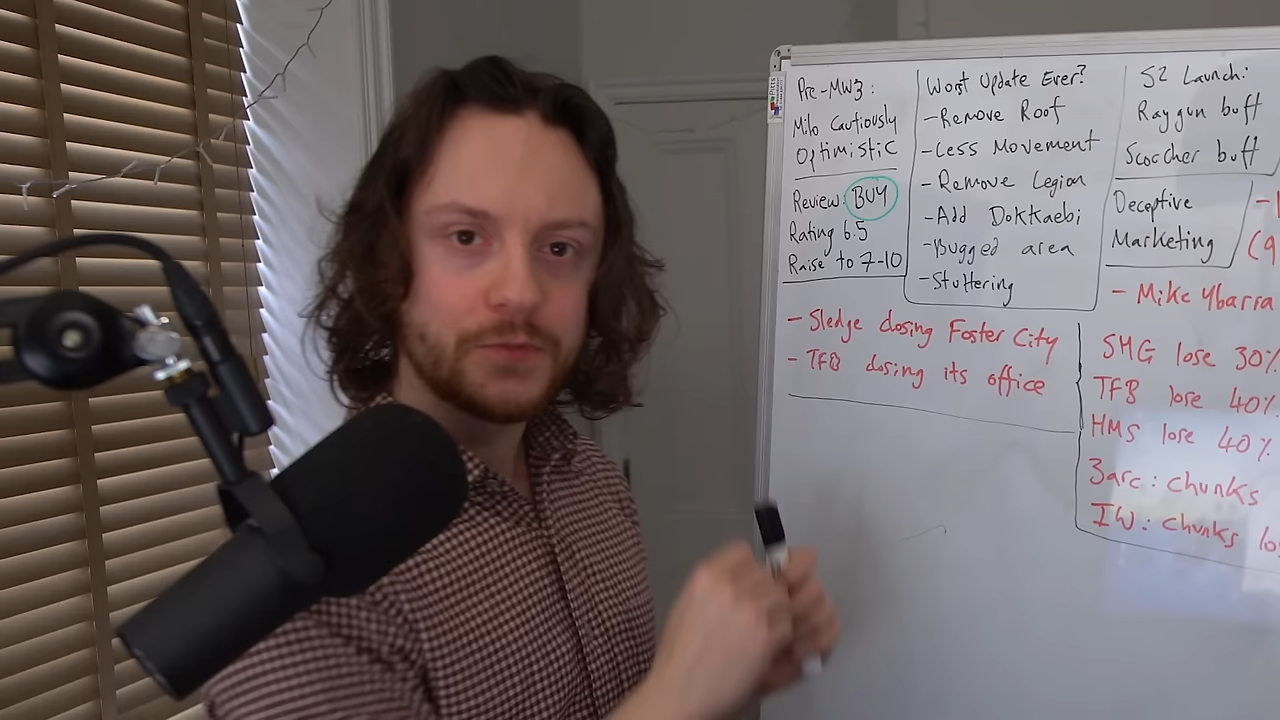 Pre-MW3:
Milo Cautiously
Optimistic
Review: BUY
Rating 6.5
Raise to 7-10
Worst Update Ever?
- Remove Roof
- Less Movement
- Remove Legion
- Add Dokkaebi
- Bugged area
- Stuttering
S2 Launch:
Raygun buff
Scorcher buff
Deceptive
Marketing
(9
- Mike Ybarra
- Sledge closing Foster City
- TFB closing its office
SMG lose 30%
TFB lose 40%
HMS lose 40%
3arc: chunks
IW: chunks lo